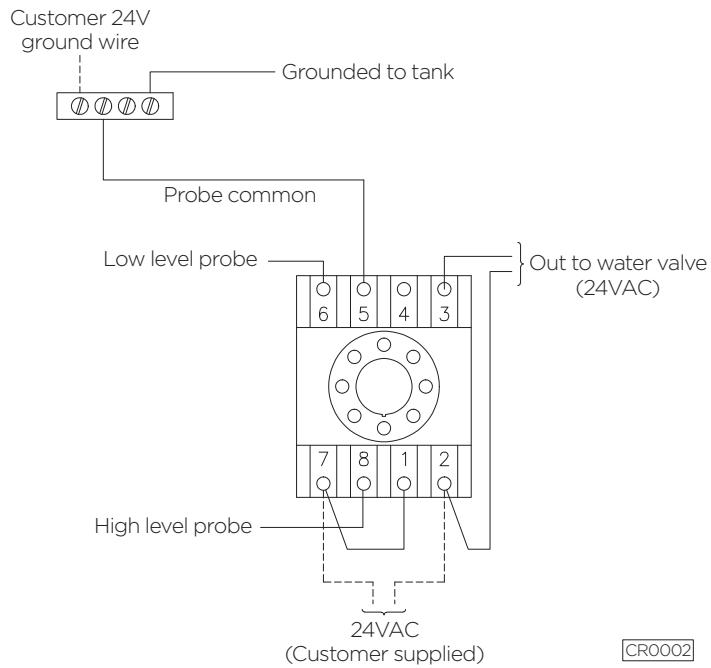 Customer 24V
ground wire
Grounded to tank
Probe common
Low level probe
Out to water valve
(24VAC)
6 5 4 3
7 8 1 2
High level probe
24VAC
(Customer supplied)
CR0002